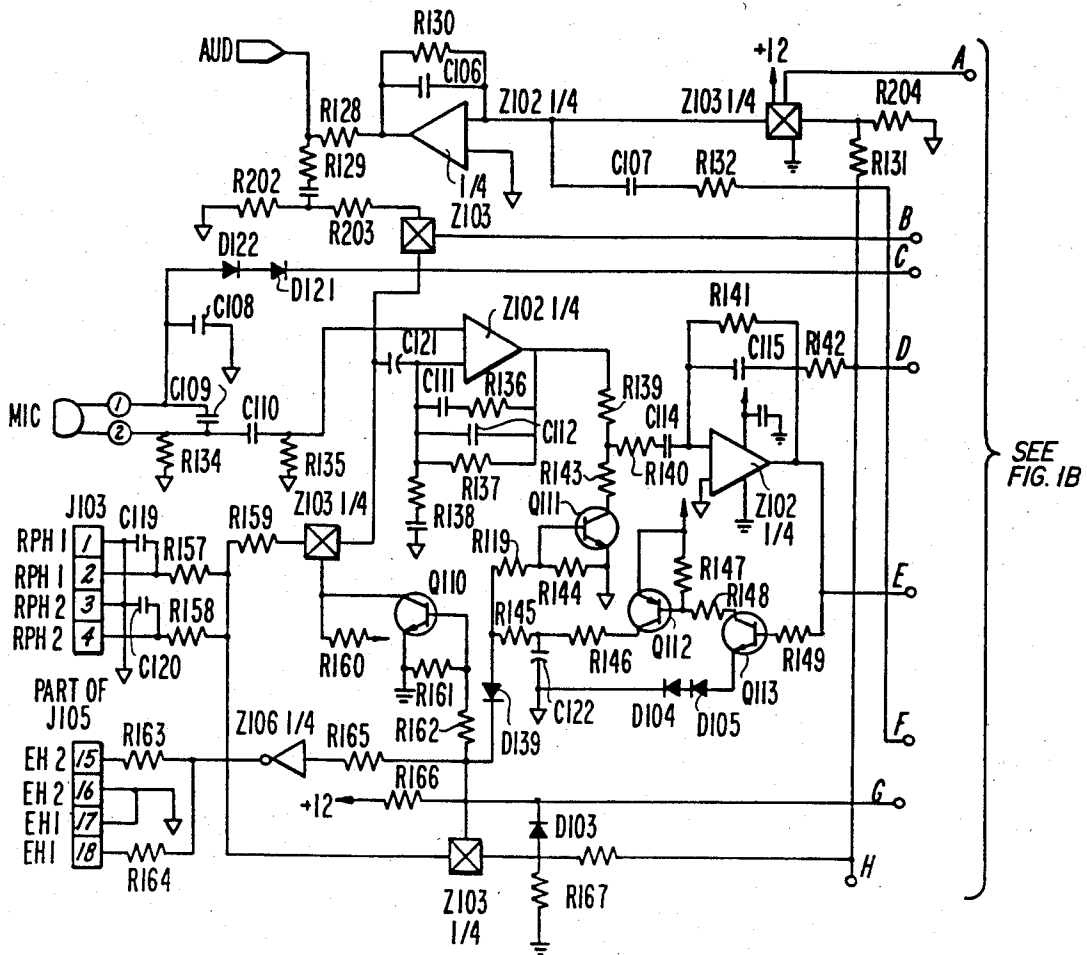 R130
AUD
C106
+12
A
Z102 1/4
Z103 1/4
R204
R128
R129
1/4
Z103
R131
C107
R132
R202
R203
B
D122
D121
C
C108
Z102 1/4
R141
C121
C115
R142
D
C109
C111
R136
R139
C114
MIC
1
2
C110
C112
R134
R135
R137
R140
R143
SEE
FIG. 1B
J103
C119
R159
Z103 1/4
R138
Q111
Z102
1/4
RPH 1
1
R157
RPH 1
2
RPH 2
3
R158
RPH 2
4
C120
Q110
R119
R144
R147
R148
E
R145
R160
R161
R146
Q112
R149
Q113
PART OF
J105
R162
C122
D104
D105
D139
F
Z106 1/4
R163
R165
EH 2
15
EH 2
16
EH1
17
EH1
18
R166
+12
G
D103
R164
H
Z103
1/4
R167